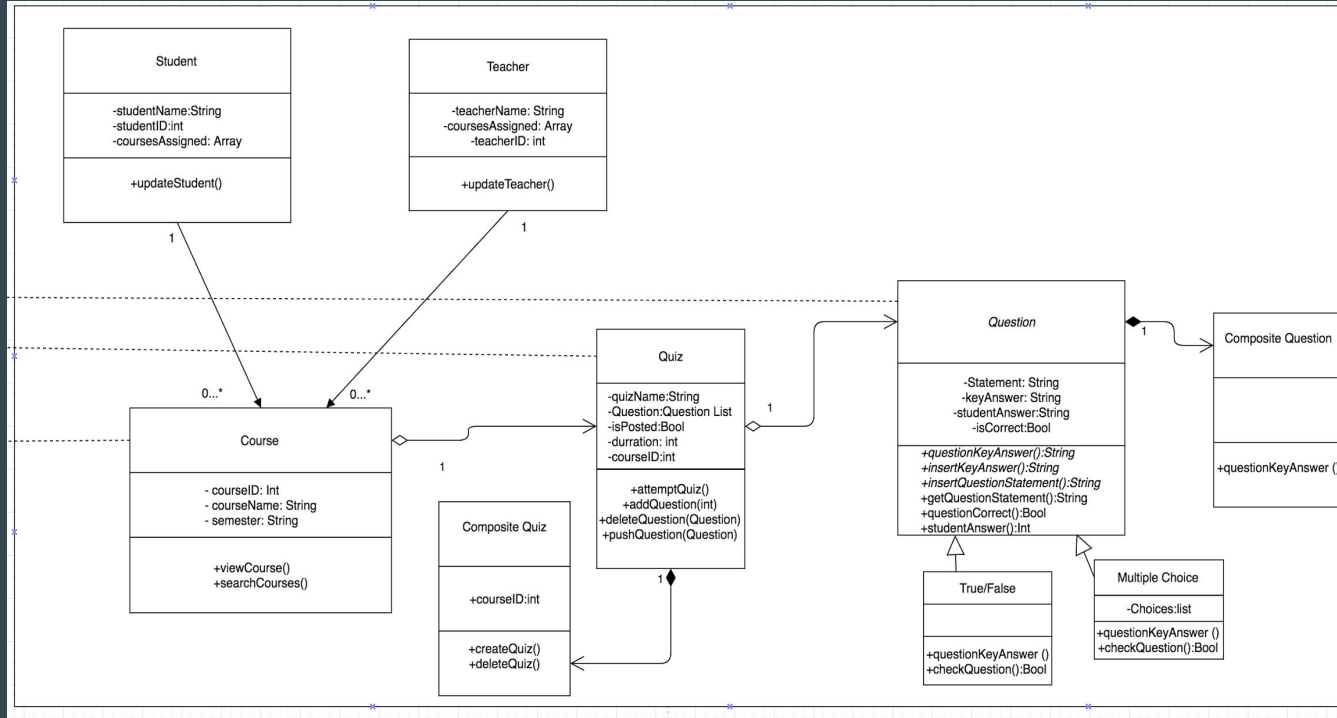 Student
-studentName:String
-studentID:int
-coursesAssigned: Array
+updateStudent()
1
Teacher
-teacherName: String
-coursesAssigned: Array
-teacherID: int
+updateTeacher()
1
0...*
0...*
Course
- courseID: Int
- courseName: String
- semester: String
+viewCourse()
+searchCourses()
1
Quiz
-quizName:String
-Question:Question List
-isPosted:Bool
-durration: int
-courseID:int
+attemptQuiz()
+addQuestion(int)
+deleteQuestion(Question)
+pushQuestion(Question)
1
1
Composite Quiz
+courseID:int
+createQuiz()
+deleteQuiz()
Question
-Statement: String
-keyAnswer: String
-studentAnswer:String
-isCorrect:Bool
+questionKeyAnswer():String
+insertKeyAnswer():String
+insertQuestionStatement():String
+getQuestionStatement():String
+questionCorrect():Bool
+studentAnswer():Int
1
Composite Question
+questionKeyAnswer ()
True/False
+questionKeyAnswer ()
+checkQuestion():Bool
Multiple Choice
-Choices:list
+questionKeyAnswer ()
+checkQuestion():Bool